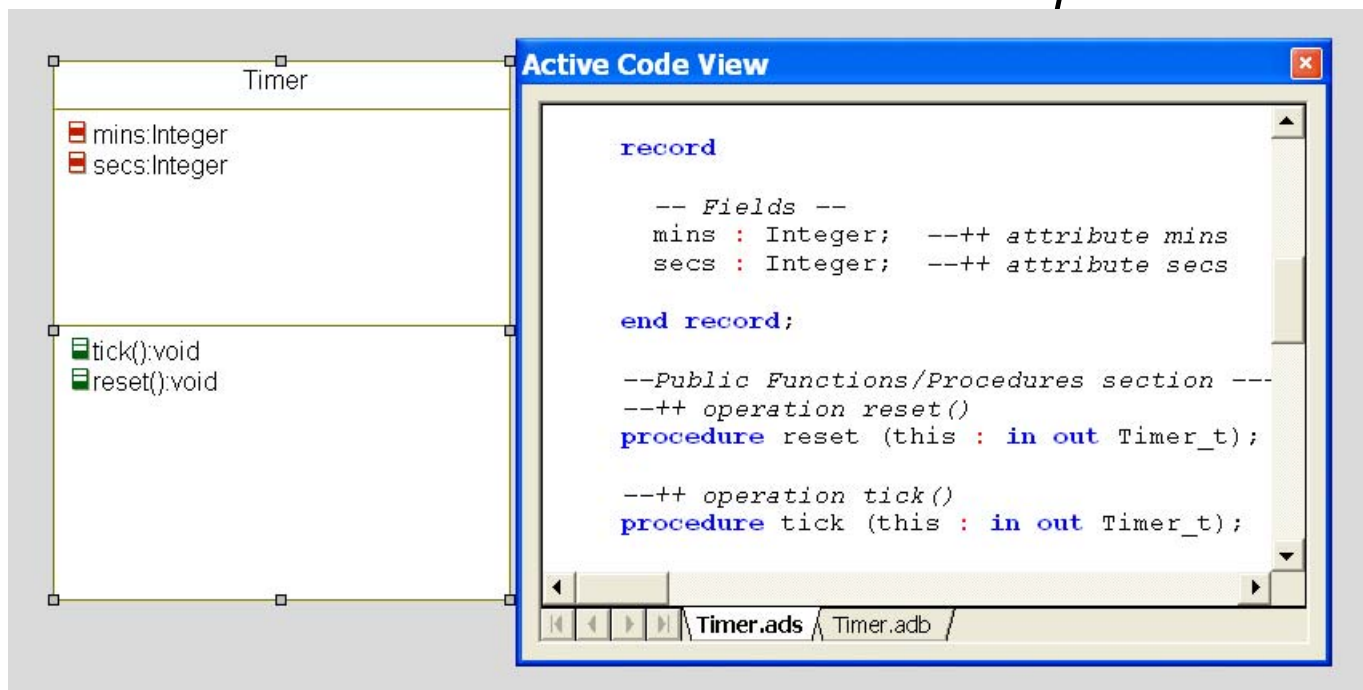 Timer
mins:Integer
secs:Integer
tick():void
reset():void
Active Code View
record
-- Fields --
mins : Integer;  --++ attribute mins
secs : Integer;  --++ attribute secs
end record;
--Public Functions/Procedures section ---
--++ operation reset()
procedure reset (this : in out Timer_t);
--++ operation tick()
procedure tick (this : in out Timer_t);
Timer.ads
Timer.adb